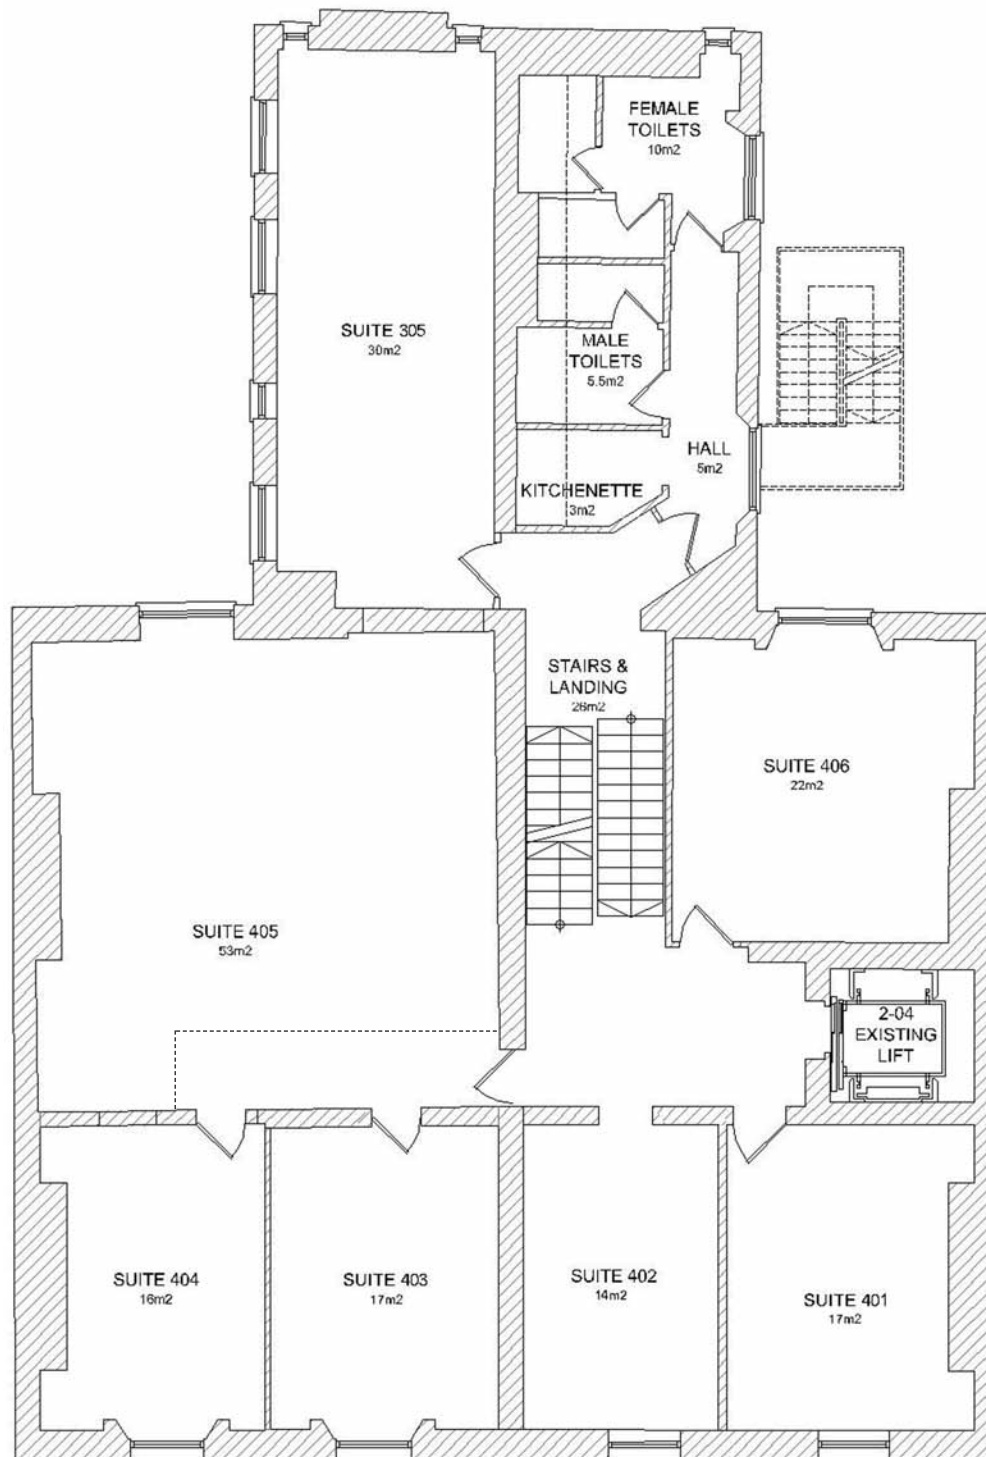 FEMALE
TOILETS
10m2
SUITE 305
30m2
MALE
TOILETS
5.5m2
HALL
5m2
KITCHENETTE
3m2
STAIRS &
LANDING
26m2
SUITE 406
22m2
SUITE 405
53m2
2-04
EXISTING
LIFT
SUITE 404
16m2
SUITE 403
17m2
SUITE 402
14m2
SUITE 401
17m2